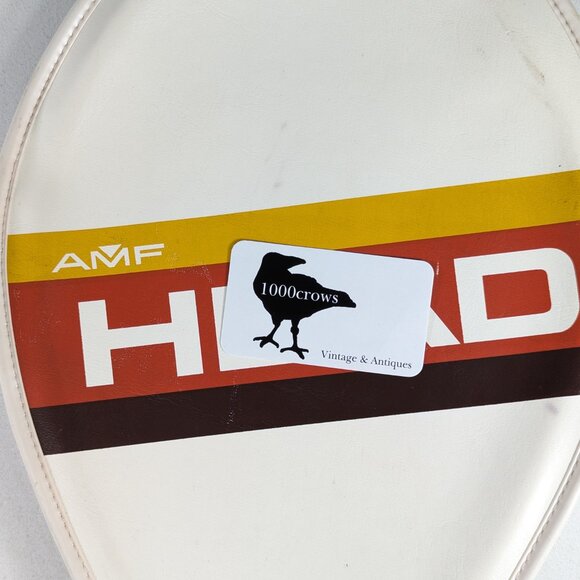 AMF
HEAD
1000crows
Vintage & Antiques